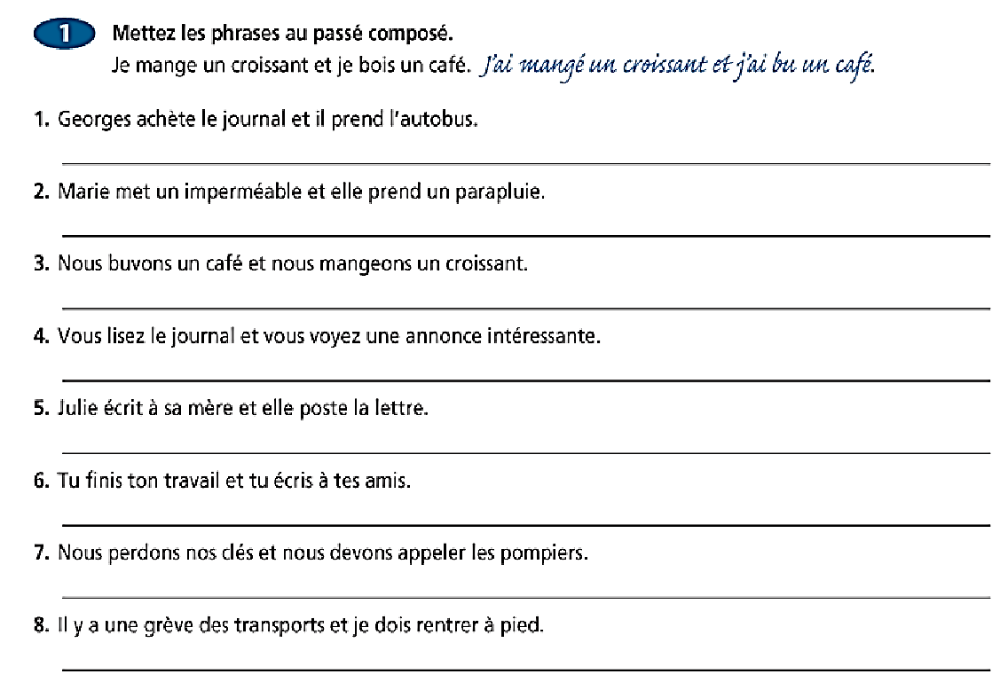 1 Mettez les phrases au passé composé.
Je mange un croissant et je bois un café. J'ai mangé un croissant et j'ai bu un café.
1. Georges achète le journal et il prend l'autobus.
2. Marie met un imperméable et elle prend un parapluie.
3. Nous buvons un café et nous mangeons un croissant.
4. Vous lisez le journal et vous voyez une annonce intéressante.
5. Julie écrit à sa mère et elle poste la lettre.
6. Tu finis ton travail et tu écris à tes amis.
7. Nous perdons nos clés et nous devons appeler les pompiers.
8. Il y a une grève des transports et je dois rentrer à pied.